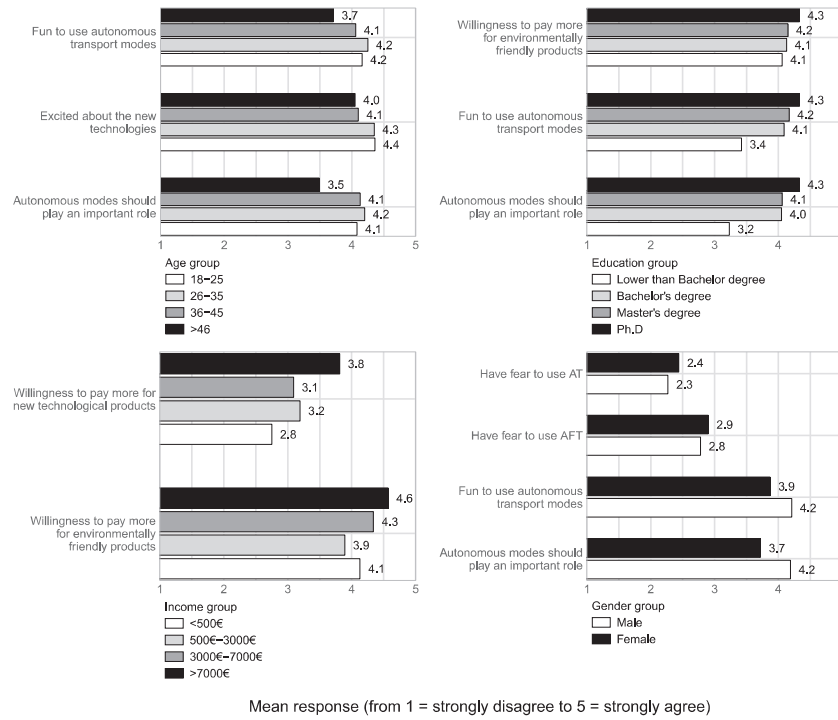 Fun to use autonomous
transport modes
3.7
4.1
4.2
4.2
Excited about the new
technologies
4.0
4.1
4.3
4.4
Autonomous modes should
play an important role
3.5
4.1
4.2
4.1
1 2 3 4 5
Age group
18–25
26–35
36–45
>46
Willingness to pay more
for environmentally
friendly products
4.3
4.2
4.1
4.1
Fun to use autonomous
transport modes
4.3
4.2
4.1
3.4
Autonomous modes should
play an important role
4.3
4.1
4.0
3.2
1 2 3 4
Education group
Lower than Bachelor degree
Bachelor's degree
Master's degree
Ph.D
Willingness to pay more for
new technological products
3.8
3.1
3.2
2.8
Willingness to pay more
for environmentally
friendly products
4.6
4.3
3.9
4.1
1 2 3 4 5
Income group
<500€
500€–3000€
3000€–7000€
>7000€
Have fear to use AT
2.4
2.3
Have fear to use AFT
2.9
2.8
Fun to use autonomous
transport modes
3.9
4.2
Autonomous modes should
play an important role
3.7
4.2
1 2 3 4
Gender group
Male
Female
Mean response (from 1 = strongly disagree to 5 = strongly agree)